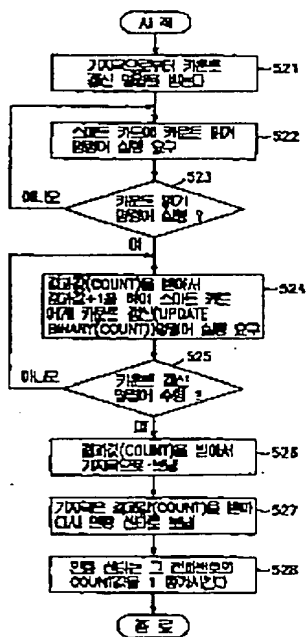 시 작
기지국으로부터 카운트
갱신 명령을 받는다
521
스마트 카드에 카운트 읽기
명령어 실행 요구
522
523
카운트 읽기
명령어 실행 ?
아니오
예
결과값(COUNT)을 받아서
결과값+1을 하여 스마트 카드
에게 카운트 갱신(UPDATE
BINARY(COUNT))명령어 실행 요구
524
525
카운트 갱신
명령어 수행 ?
아니오
예
결과값(COUNT)을 받아서
기지국으로 보냄
526
기지국은 결과값(COUNT)을 받아
다시 인증 센터로 보냄
527
인증 센터는 그 전화번호의
COUNT값을 1 증가시킨다
528
종 료